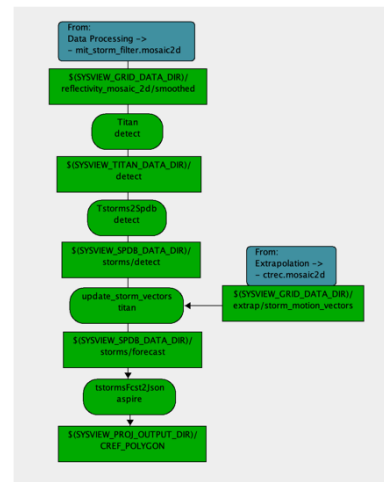 From:
Data Processing ->
- mit_storm_filter.mosaic2d
$(SYSVIEW_GRID_DATA_DIR)/
reflectivity_mosaic_2d/smoothed
Titan
detect
$(SYSVIEW_TITAN_DATA_DIR)/
detect
Tstorms2Spdb
detect
$(SYSVIEW_SPDB_DATA_DIR)/
storms/detect
From:
Extrapolation ->
- ctrec.mosaic2d
update_storm_vectors
titan
$(SYSVIEW_GRID_DATA_DIR)/
extrap/storm_motion_vectors
$(SYSVIEW_SPDB_DATA_DIR)/
storms/forecast
tstormsFcst2Json
aspire
$(SYSVIEW_PROJ_OUTPUT_DIR)/
CREF_POLYGON